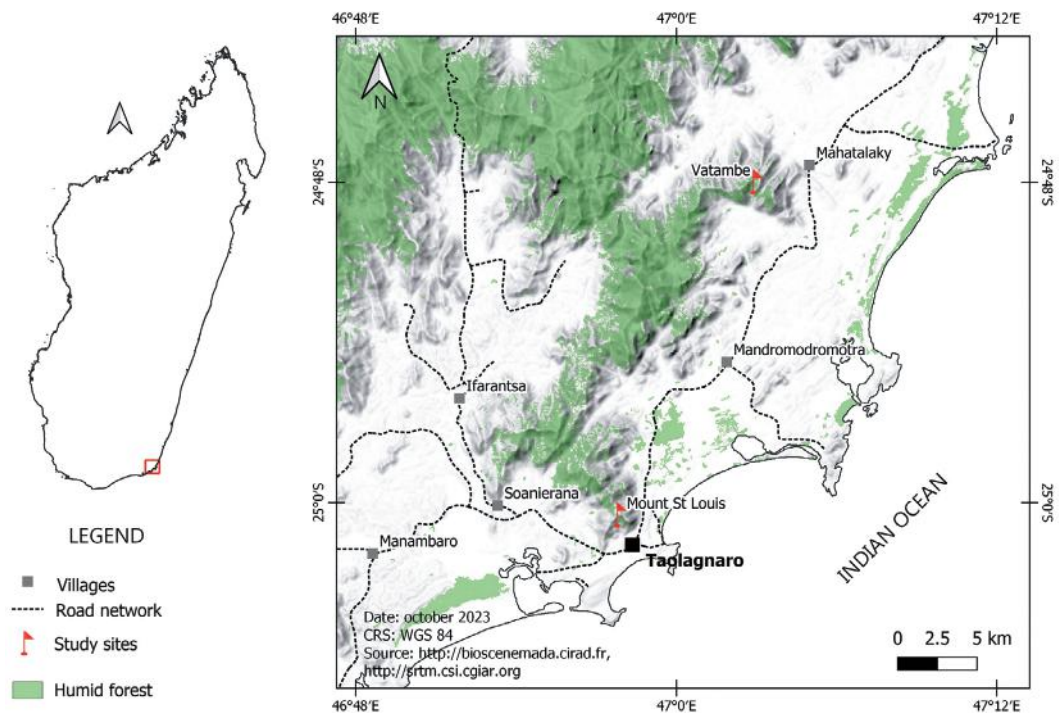 46°48'E
47°0'E
47°12'E
N
Mahatalaky
Vatambe
24°48'S
24°48'S
Mandromodromotra
Ifarantsa
Soanierana
Mount St Louis
25°0'S
25°0'S
Manambaro
Taolagnaro
INDIAN OCEAN
LEGEND
Villages
Road network
Study sites
Humid forest
Date: october 2023
CRS: WGS 84
Source: http://bioscenemada.cirad.fr,
http://srtm.csi.cgiar.org
0 2.5 5 km
46°48'E
47°0'E
47°12'E